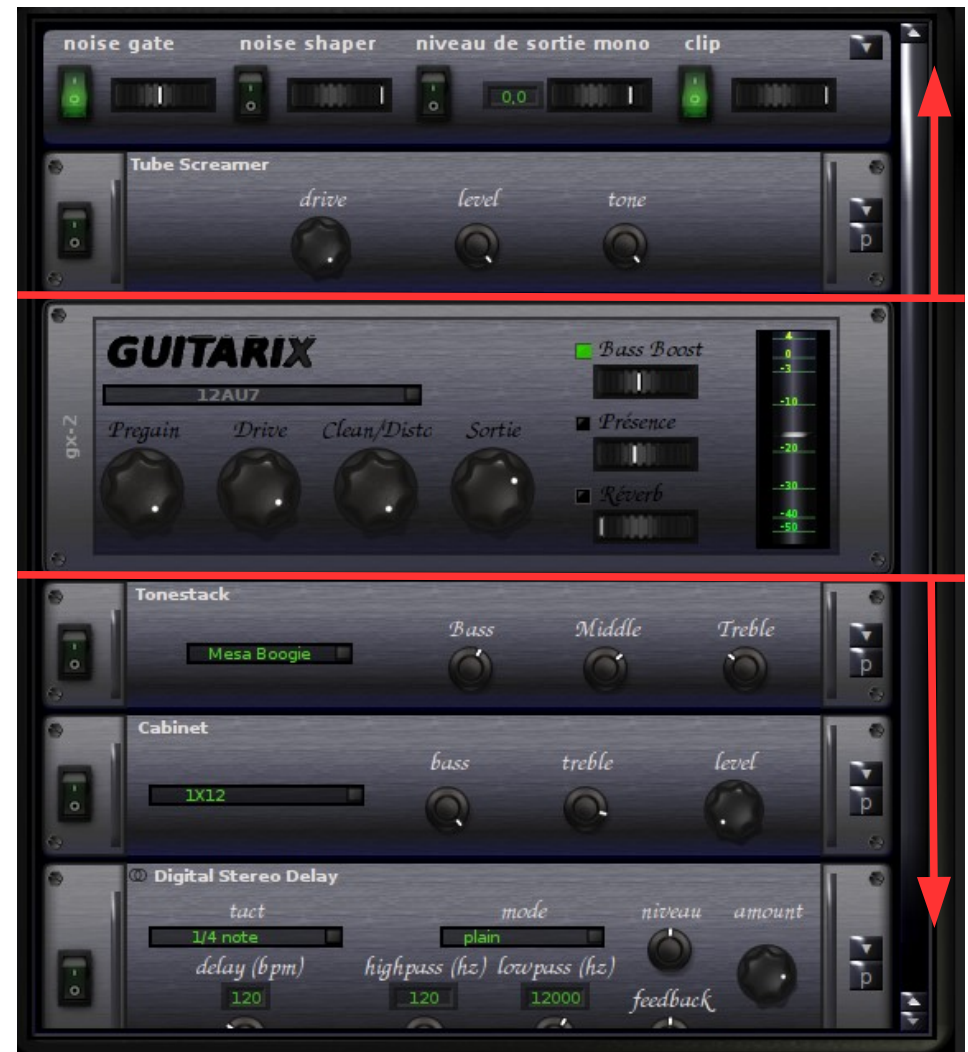 noise gate noise shaper niveau de sortie mono clip
0,0
Tube Screamer
drive level tone
p
GUITARIX
12AU7
Pregain Drive Clean/Disto Sortie
gx-2
Bass Boost
Présence
Réverb
4
0
-3
-10
-20
-30
-40
-50
Tonestack
Bass Middle Treble
Mesa Boogie
p
Cabinet
bass treble level
1X12
p
Digital Stereo Delay
tact mode niveau amount
1/4 note plain
delay (bpm) highpass (hz) lowpass (hz)
p
120 120 12000 feedback